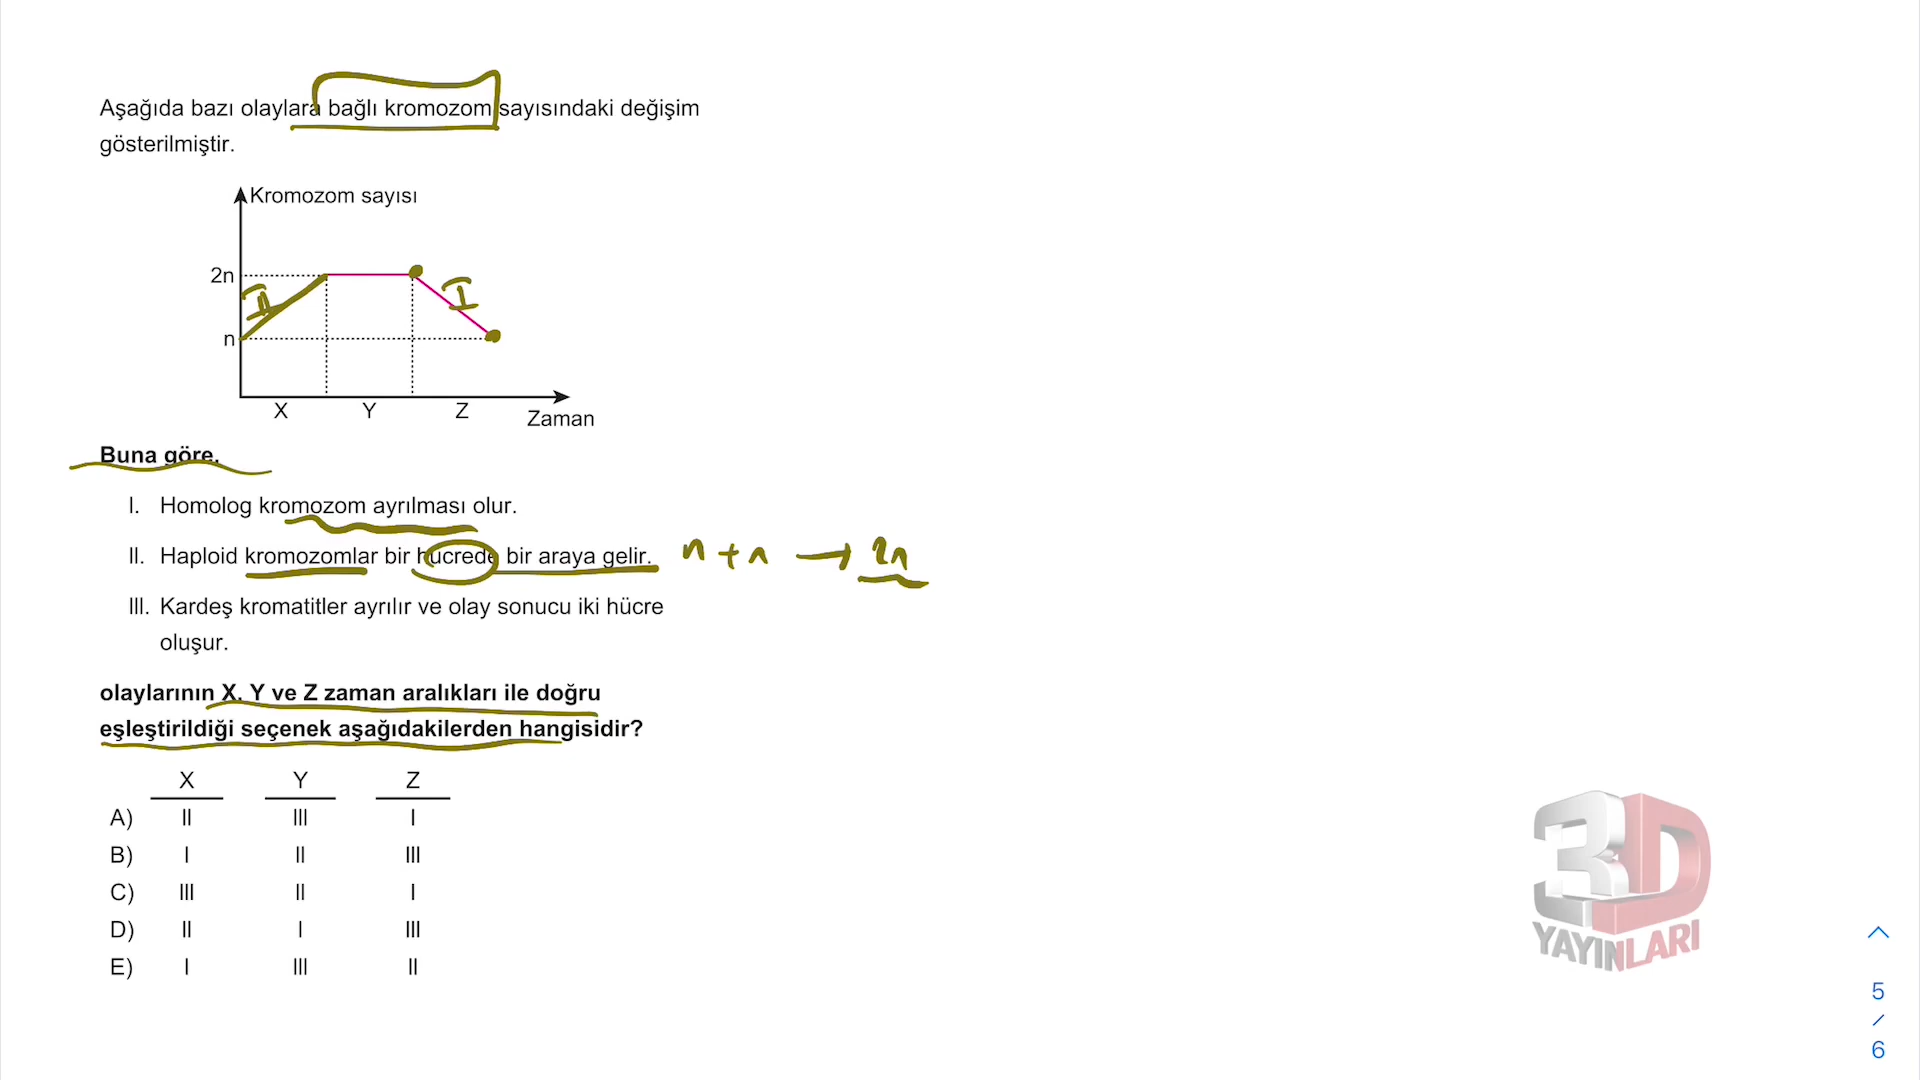 Aşağıda bazı olaylara bağlı kromozom sayısındaki değişim
gösterilmiştir.
Kromozom sayısı
2n
II
I
n
X Y Z
Zaman
Buna göre,
I. Homolog kromozom ayrılması olur.
II. Haploid kromozomlar bir hücrede bir araya gelir. n + n → 2n
III. Kardeş kromatitler ayrılır ve olay sonucu iki hücre
oluşur.
olaylarının X, Y ve Z zaman aralıkları ile doğru
eşleştirildiği seçenek aşağıdakilerden hangisidir?
X Y Z
A) II III I
B) I II III
C) III II I
D) II I III
E) I III II
3D
YAYINLARI
5
/
6